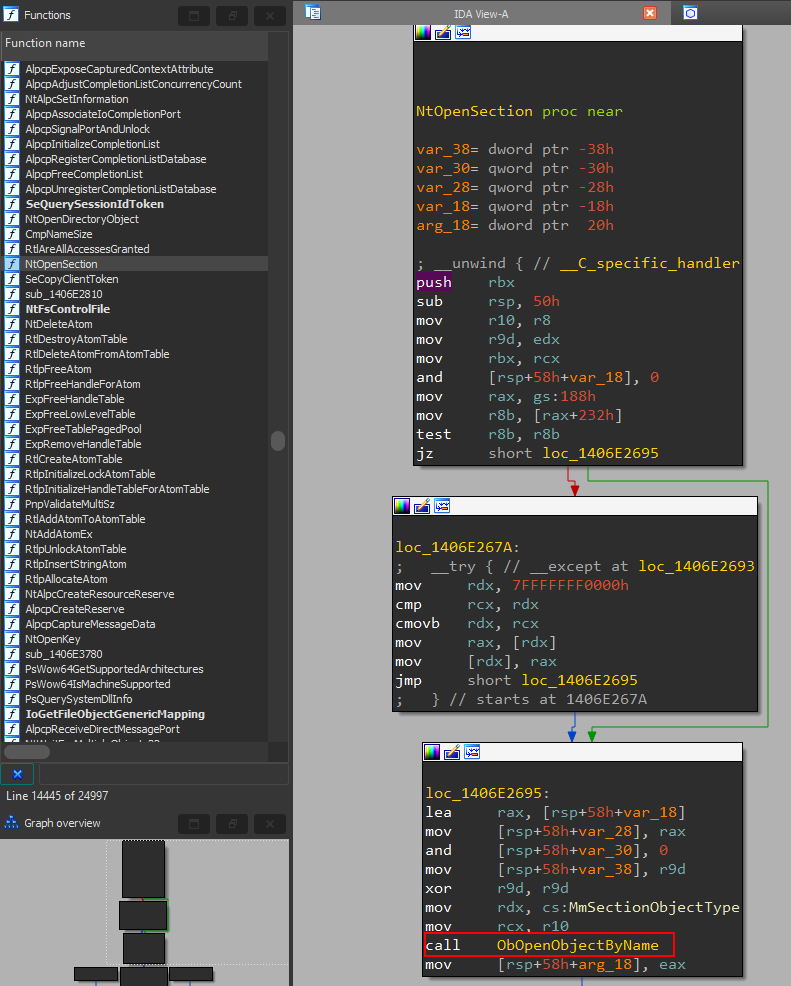 Functions
Function name
AlpcpExposeCapturedContextAttribute
AlpcpAdjustCompletionListConcurrencyCount
NtAlpcSetInformation
AlpcpAssociateIoCompletionPort
AlpcpSignalPortAndUnlock
AlpcpInitializeCompletionList
AlpcpRegisterCompletionListDatabase
AlpcpFreeCompletionList
AlpcpUnregisterCompletionListDatabase
SeQuerySessionIdToken
NtOpenDirectoryObject
CmpNameSize
RtlAreAllAccessesGranted
NtOpenSection
SeCopyClientToken
sub_1406E2810
NtFsControlFile
NtDeleteAtom
RtlDestroyAtomTable
RtlDeleteAtomFromAtomTable
RtlpFreeAtom
RtlpFreeHandleForAtom
ExpFreeHandleTable
ExpFreeLowLevelTable
ExpFreeTablePagedPool
ExpRemoveHandleTable
RtlCreateAtomTable
RtlpInitializeLockAtomTable
RtlpInitializeHandleTableForAtomTable
PnpValidateMultiSz
RtlAddAtomToAtomTable
NtAddAtomEx
RtlpUnlockAtomTable
RtlpInsertStringAtom
RtlpAllocateAtom
NtAlpcCreateResourceReserve
AlpcpCreateReserve
AlpcpCaptureMessageData
NtOpenKey
sub_1406E3780
PsWow64GetSupportedArchitectures
PsWow64IsMachineSupported
PsQuerySystemDllInfo
IoGetFileObjectGenericMapping
AlpcpReceiveDirectMessagePort
Line 14445 of 24997
Graph overview
IDA View-A
NtOpenSection proc near
var_38= dword ptr -38h
var_30= qword ptr -30h
var_28= qword ptr -28h
var_18= qword ptr -18h
arg_18= dword ptr  20h
; __unwind { // __C_specific_handler
push    rbx
sub     rsp, 50h
mov     r10, r8
mov     r9d, edx
mov     rbx, rcx
and     [rsp+58h+var_18], 0
mov     rax, gs:188h
mov     r8b, [rax+232h]
test    r8b, r8b
jz      short loc_1406E2695
loc_1406E267A:
;   __try { // __except at loc_1406E2693
mov     rdx, 7FFFFFFF0000h
cmp     rcx, rdx
cmovb   rdx, rcx
mov     rax, [rdx]
mov     [rdx], rax
jmp     short loc_1406E2695
;   } // starts at 1406E267A
loc_1406E2695:
lea     rax, [rsp+58h+var_18]
mov     [rsp+58h+var_28], rax
and     [rsp+58h+var_30], 0
mov     [rsp+58h+var_38], r9d
xor     r9d, r9d
mov     rdx, cs:MmSectionObjectType
mov     rcx, r10
call    ObOpenObjectByName
mov     [rsp+58h+arg_18], eax